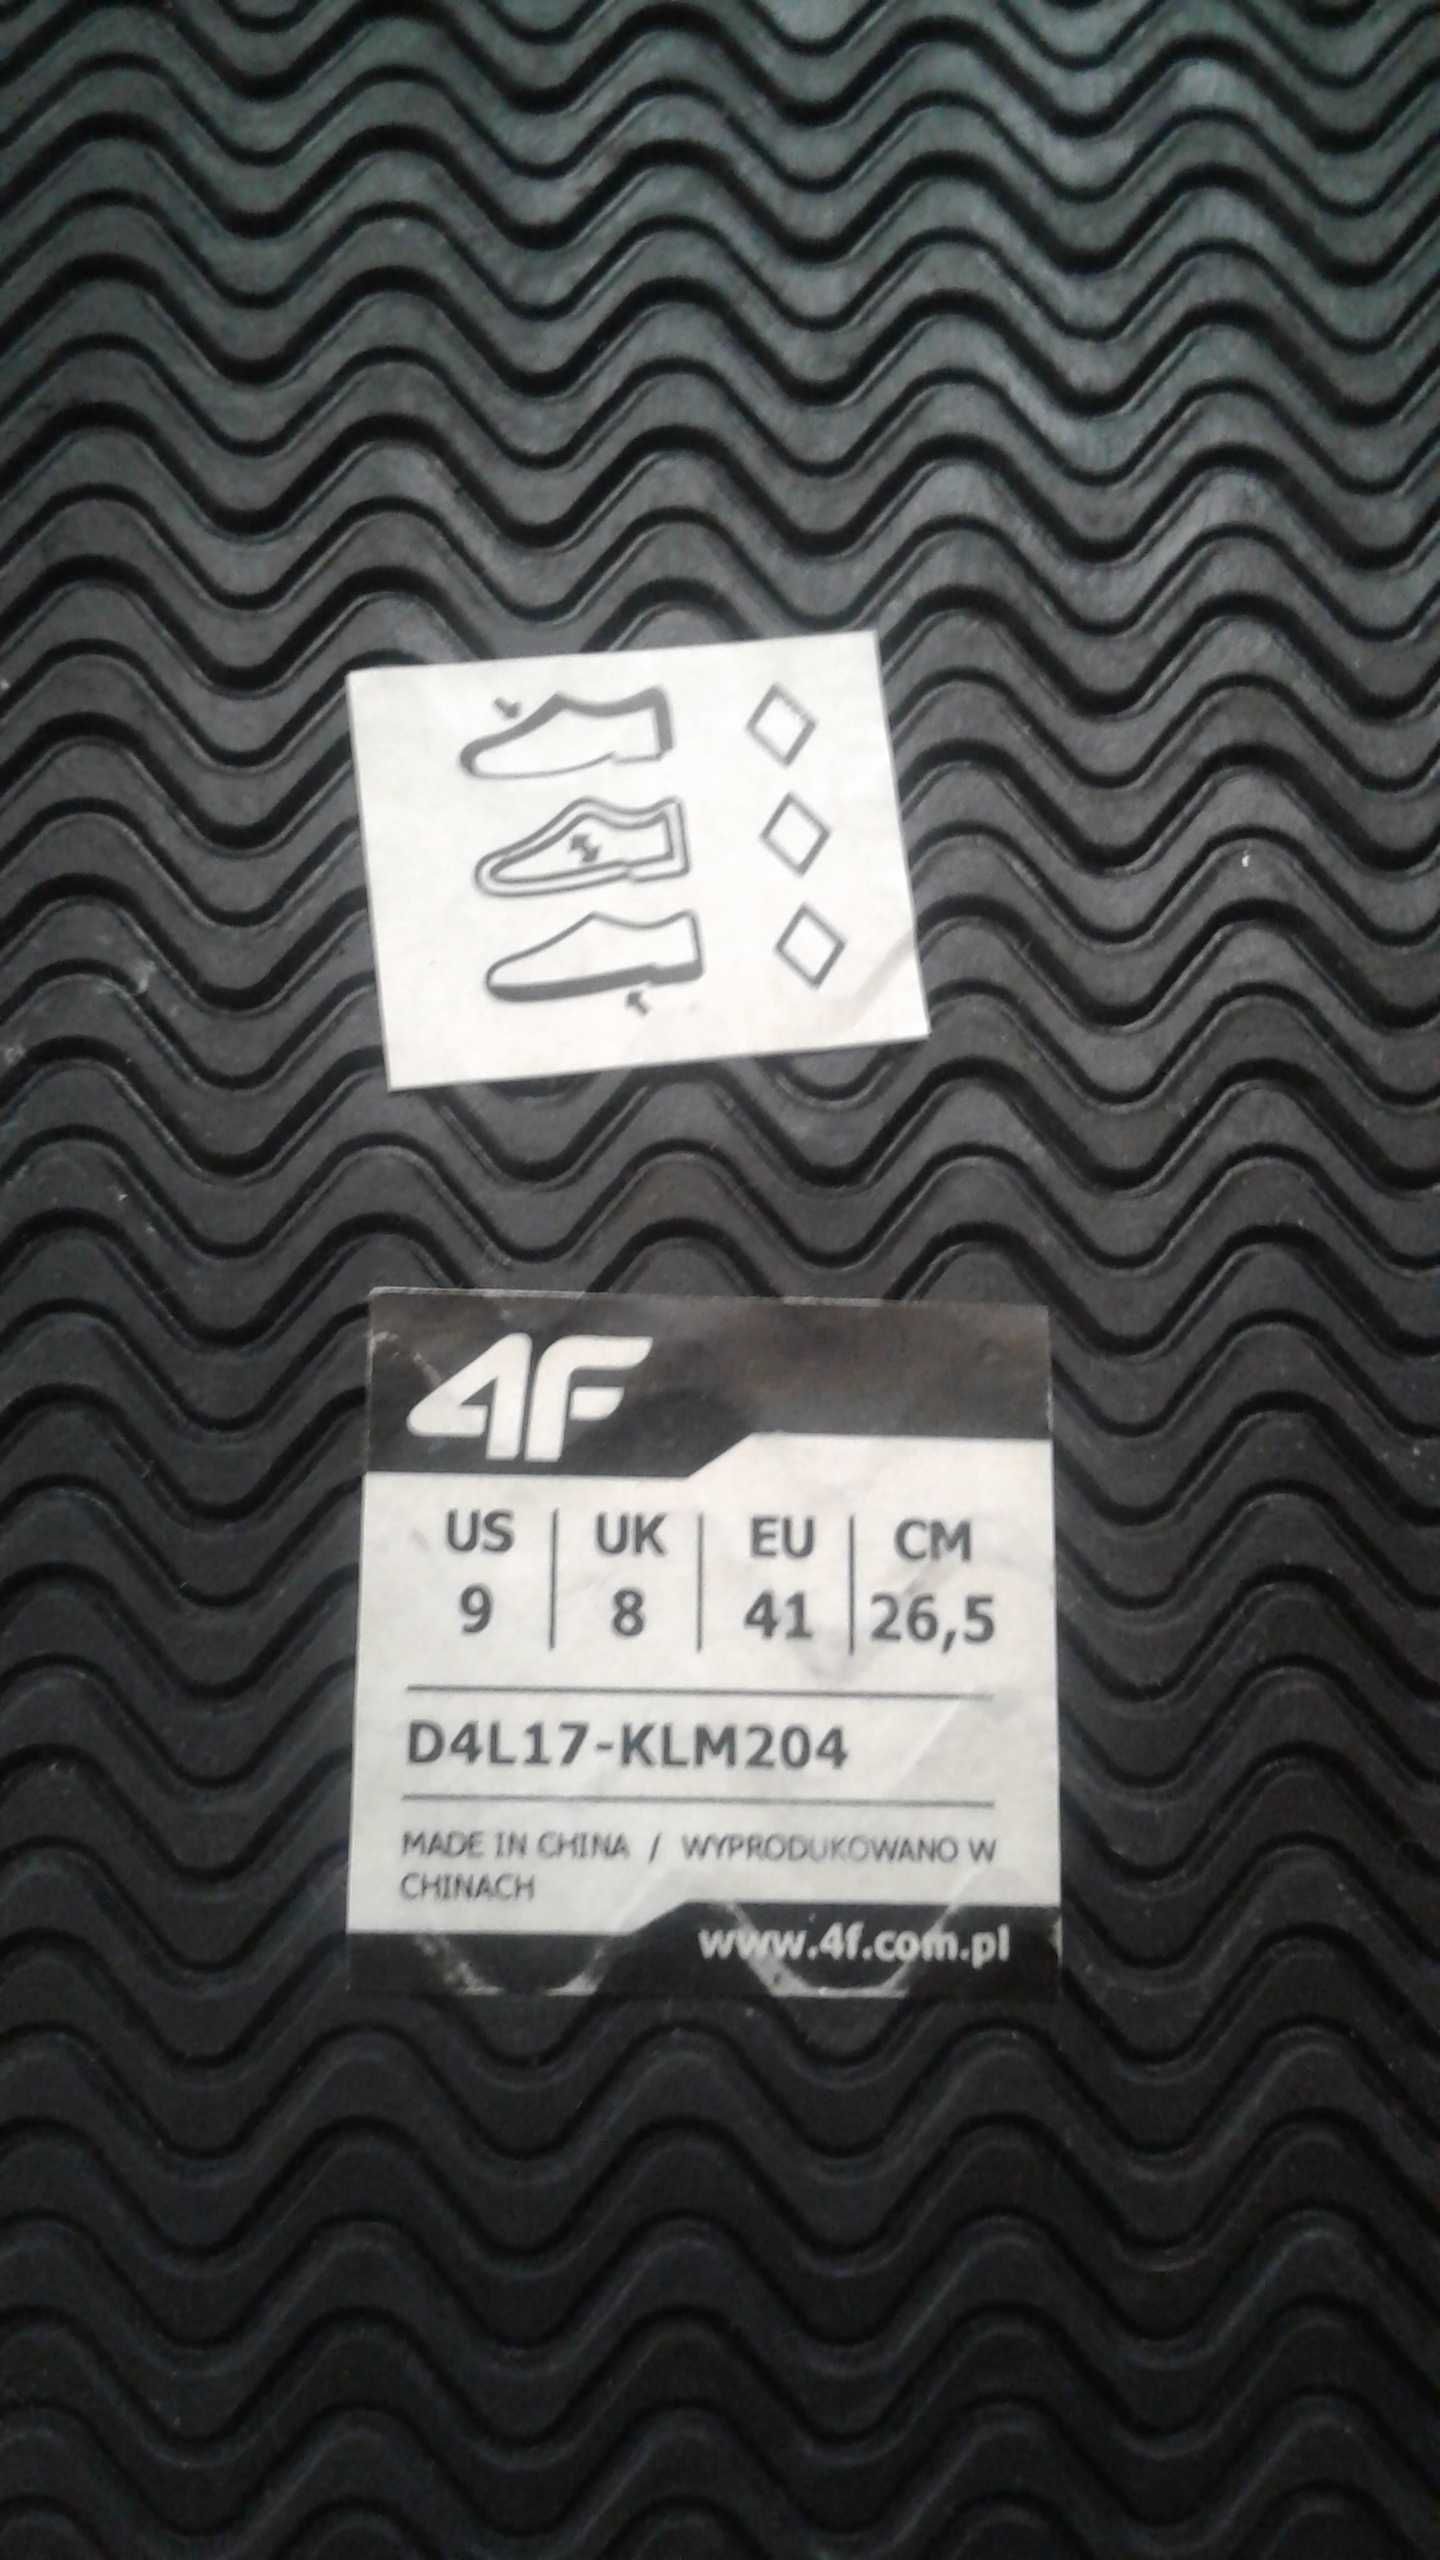 4F
US UK EU CM
9 8 41 26,5
D4L17-KLM204
MADE IN CHINA / WYPRODUKOWANO W
CHINACH
www.4f.com.pl